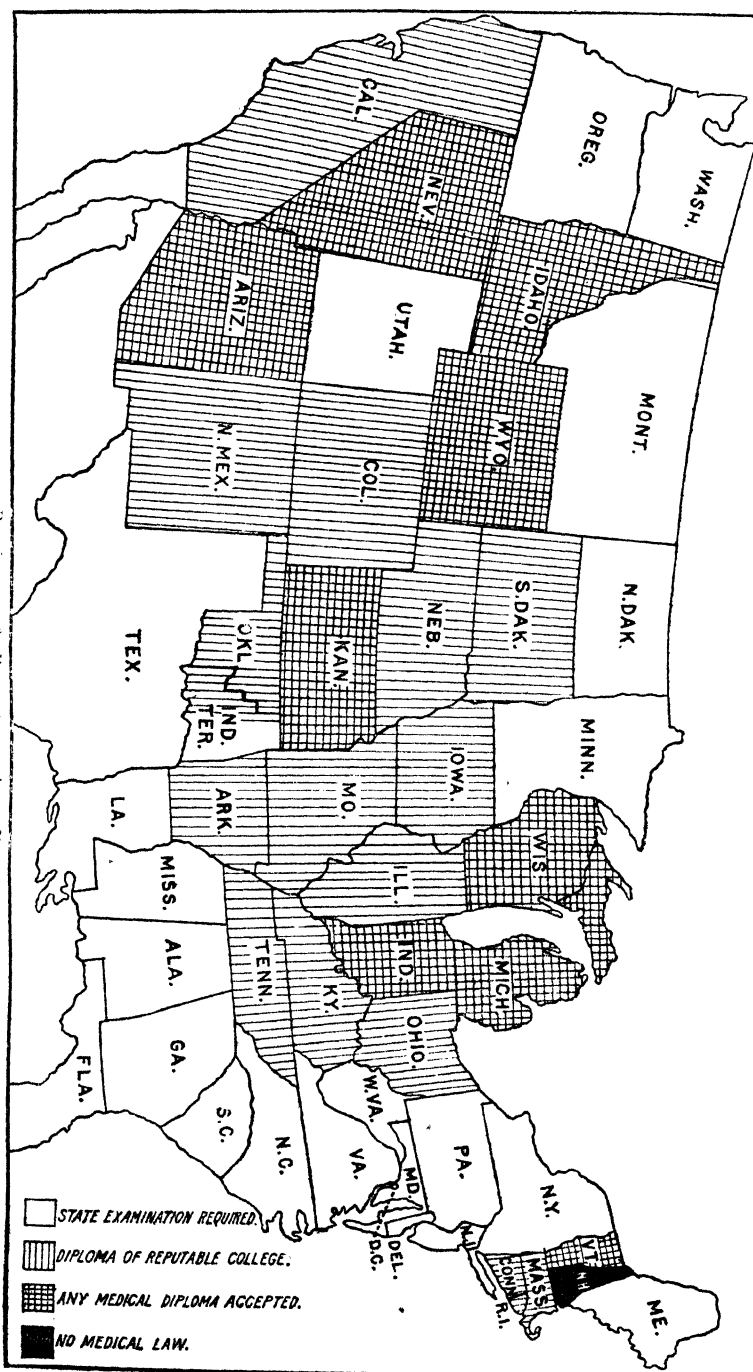 WASH.
OREG.
CAL.
NEV.
IDAHO.
MONT.
WYO.
UTAH.
ARIZ.
N. MEX.
COL.
N. DAK.
S. DAK.
NEB.
KAN.
OKL.
IND.
TER.
TEX.
MINN.
IOWA.
MO.
ARK.
LA.
WIS.
ILL.
MICH.
IND.
OHIO.
KY.
TENN.
MISS.
ALA.
GA.
FLA.
S.C.
N.C.
VA.
W.VA.
PA.
MD.
DEL.
D.C.
N.J.
N.Y.
CONN.
R.I.
MASS
VT.
N.H.
ME.
STATE EXAMINATION REQUIRED.
DIPLOMA OF REPUTABLE COLLEGE.
ANY MEDICAL DIPLOMA ACCEPTED.
NO MEDICAL LAW.